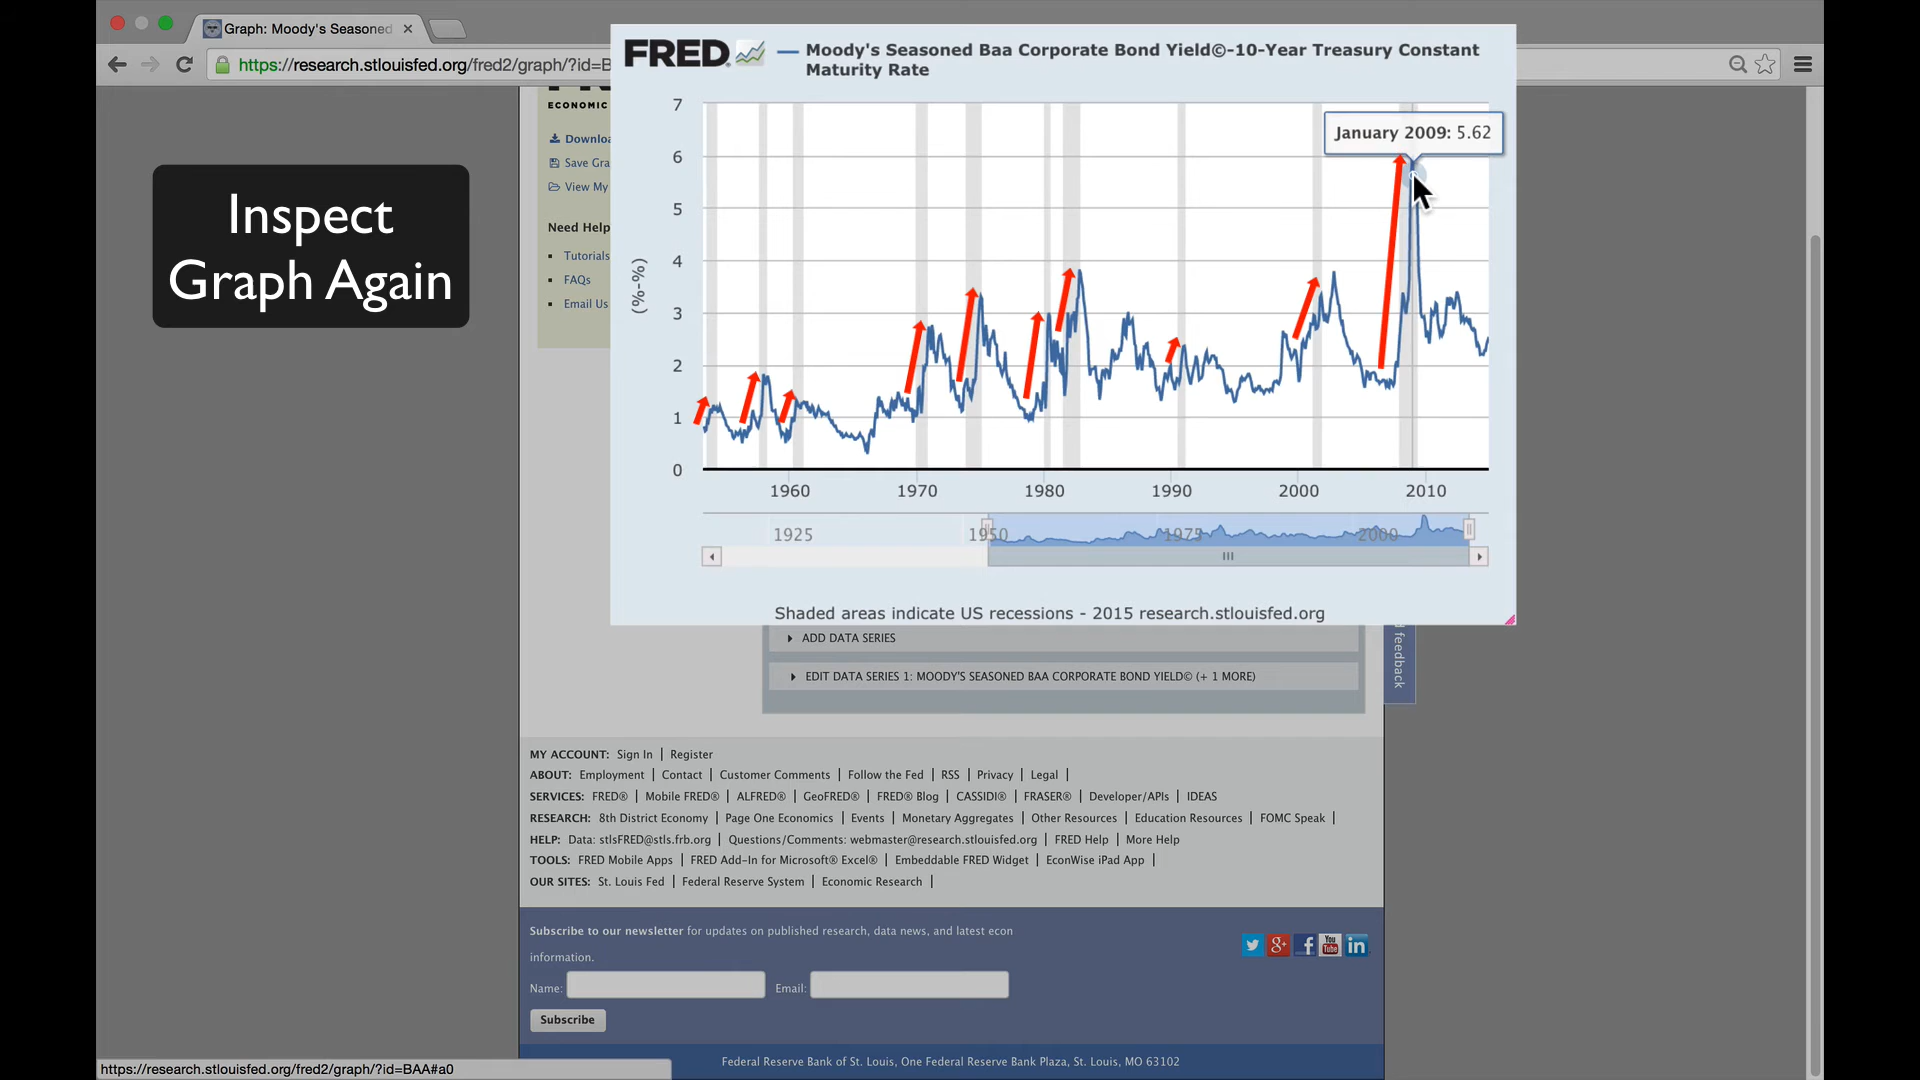 Graph: Moody's Seasoned
https://research.stlouisfed.org/fred2/graph/?id=B
FRED
Moody's Seasoned Baa Corporate Bond Yield©-10-Year Treasury Constant
Maturity Rate
ECONOMIC
Downloa
Save Gra
View My
Need Help
Tutorials
FAQs
Email Us
Inspect
Graph Again
January 2009: 5.62
7
6
5
4
3
2
1
0
(%-%)
1960 1970 1980 1990 2000 2010
1925 1950 1975 2000
Shaded areas indicate US recessions - 2015 research.stlouisfed.org
ADD DATA SERIES
EDIT DATA SERIES 1: MOODY'S SEASONED BAA CORPORATE BOND YIELD© (+ 1 MORE)
feedback
MY ACCOUNT: Sign In | Register
ABOUT: Employment | Contact | Customer Comments | Follow the Fed | RSS | Privacy | Legal |
SERVICES: FRED® | Mobile FRED® | ALFRED® | GeoFRED® | FRED® Blog | CASSIDI® | FRASER® | Developer/APIs | IDEAS
RESEARCH: 8th District Economy | Page One Economics | Events | Monetary Aggregates | Other Resources | Education Resources | FOMC Speak |
HELP: Data: stlsFRED@stls.frb.org | Questions/Comments: webmaster@research.stlouisfed.org | FRED Help | More Help
TOOLS: FRED Mobile Apps | FRED Add-In for Microsoft® Excel® | Embeddable FRED Widget | EconWise iPad App |
OUR SITES: St. Louis Fed | Federal Reserve System | Economic Research |
Subscribe to our newsletter for updates on published research, data news, and latest econ
information.
Name: Email:
Subscribe
You Tube
Federal Reserve Bank of St. Louis, One Federal Reserve Bank Plaza, St. Louis, MO 63102
https://research.stlouisfed.org/fred2/graph/?id=BAA#a0